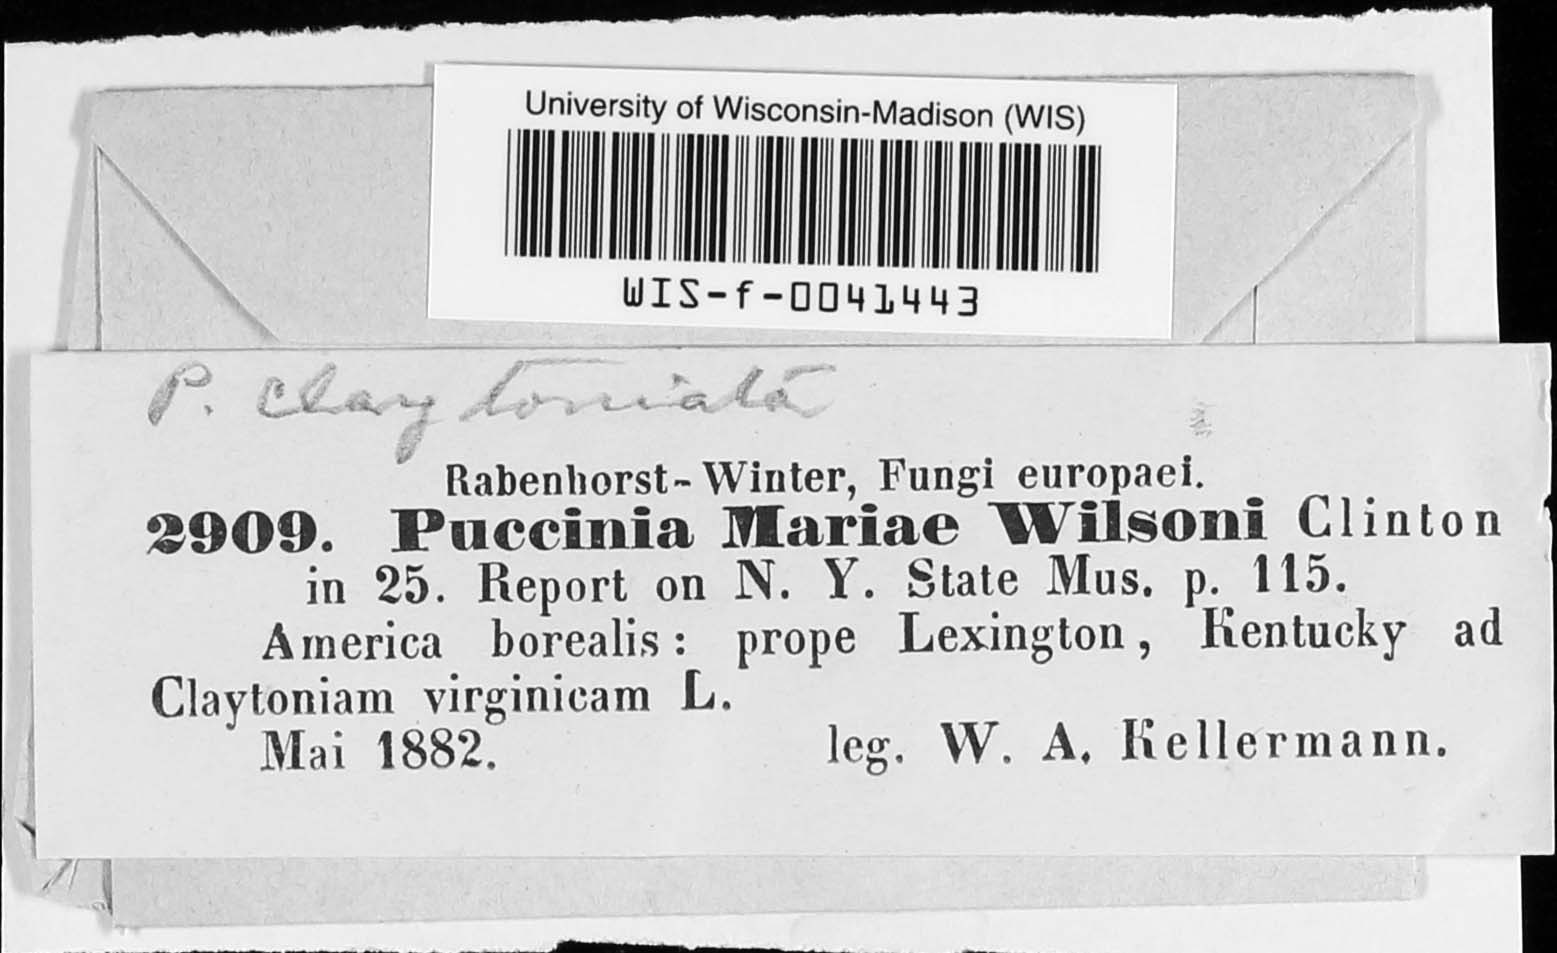 University of Wisconsin-Madison (WIS)
WIS-f-0041443
P. claytoniata
Rabenhorst-Winter, Fungi europaei.
2909. Puccinia Mariae Wilsoni Clinton
in 25. Report on N. Y. State Mus. p. 115.
America borealis: prope Lexington, Kentucky ad
Claytoniam virginicam L.
Mai 1882. leg. W. A. Kellermann.